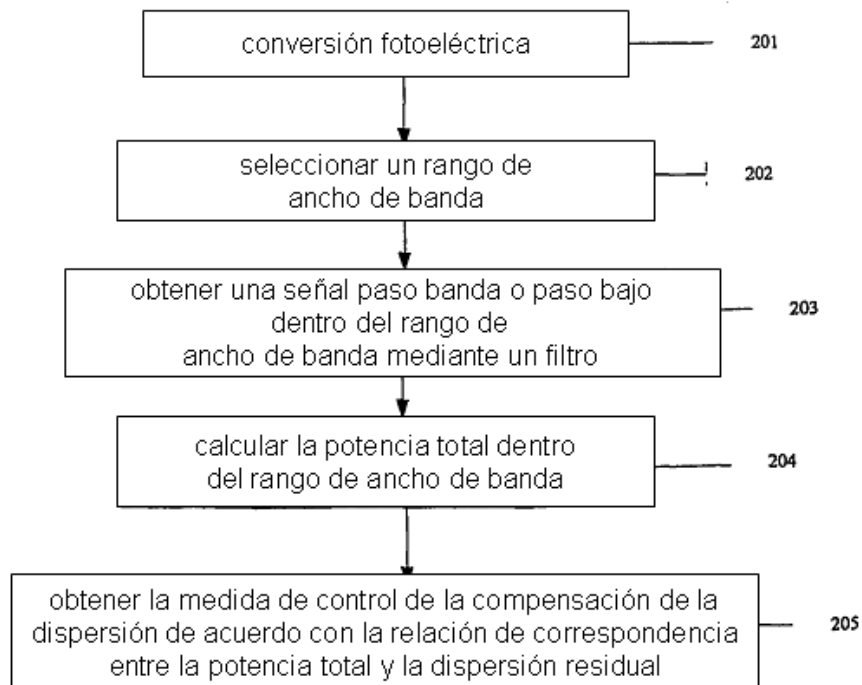 conversión fotoeléctrica
201
seleccionar un rango de
ancho de banda
202
obtener una señal paso banda o paso bajo
dentro del rango de
ancho de banda mediante un filtro
203
calcular la potencia total dentro
del rango de ancho de banda
204
obtener la medida de control de la compensación de la
dispersión de acuerdo con la relación de correspondencia
entre la potencia total y la dispersión residual
205